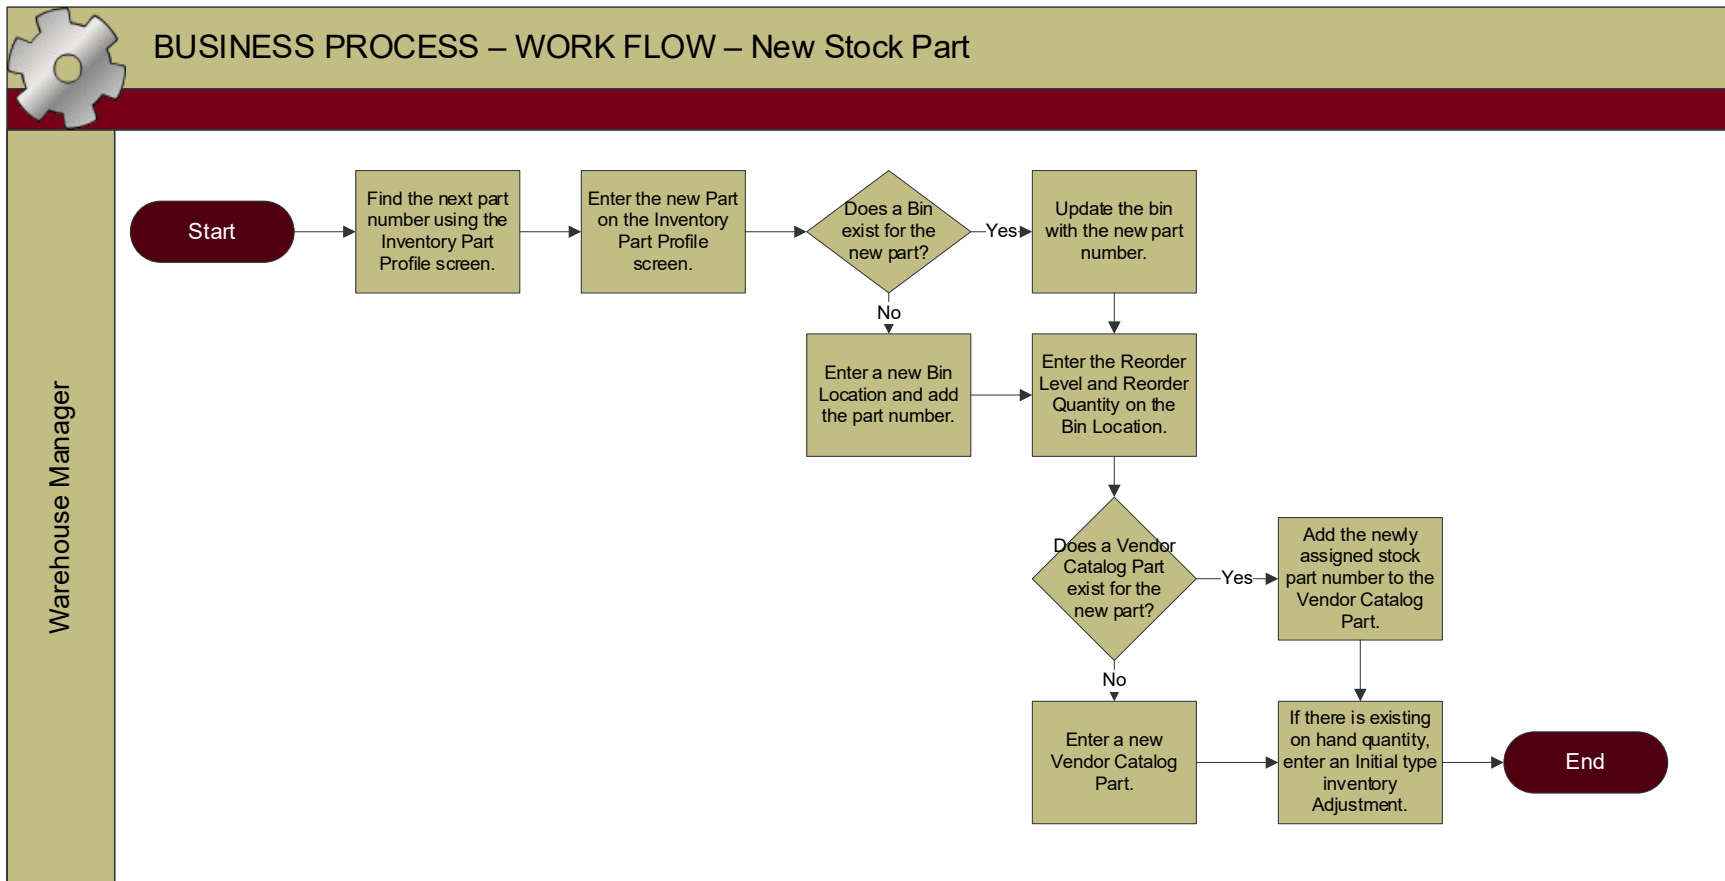 BUSINESS PROCESS – WORK FLOW – New Stock Part
Warehouse Manager
Start
Find the next part
number using the
Inventory Part
Profile screen.
Enter the new Part
on the Inventory
Part Profile
screen.
Does a Bin
exist for the
new part?
Yes
Update the bin
with the new part
number.
No
Enter a new Bin
Location and add
the part number.
Enter the Reorder
Level and Reorder
Quantity on the
Bin Location.
Does a Vendor
Catalog Part
exist for the
new part?
Yes
Add the newly
assigned stock
part number to the
Vendor Catalog
Part.
No
Enter a new
Vendor Catalog
Part.
If there is existing
on hand quantity,
enter an Initial type
inventory
Adjustment.
End